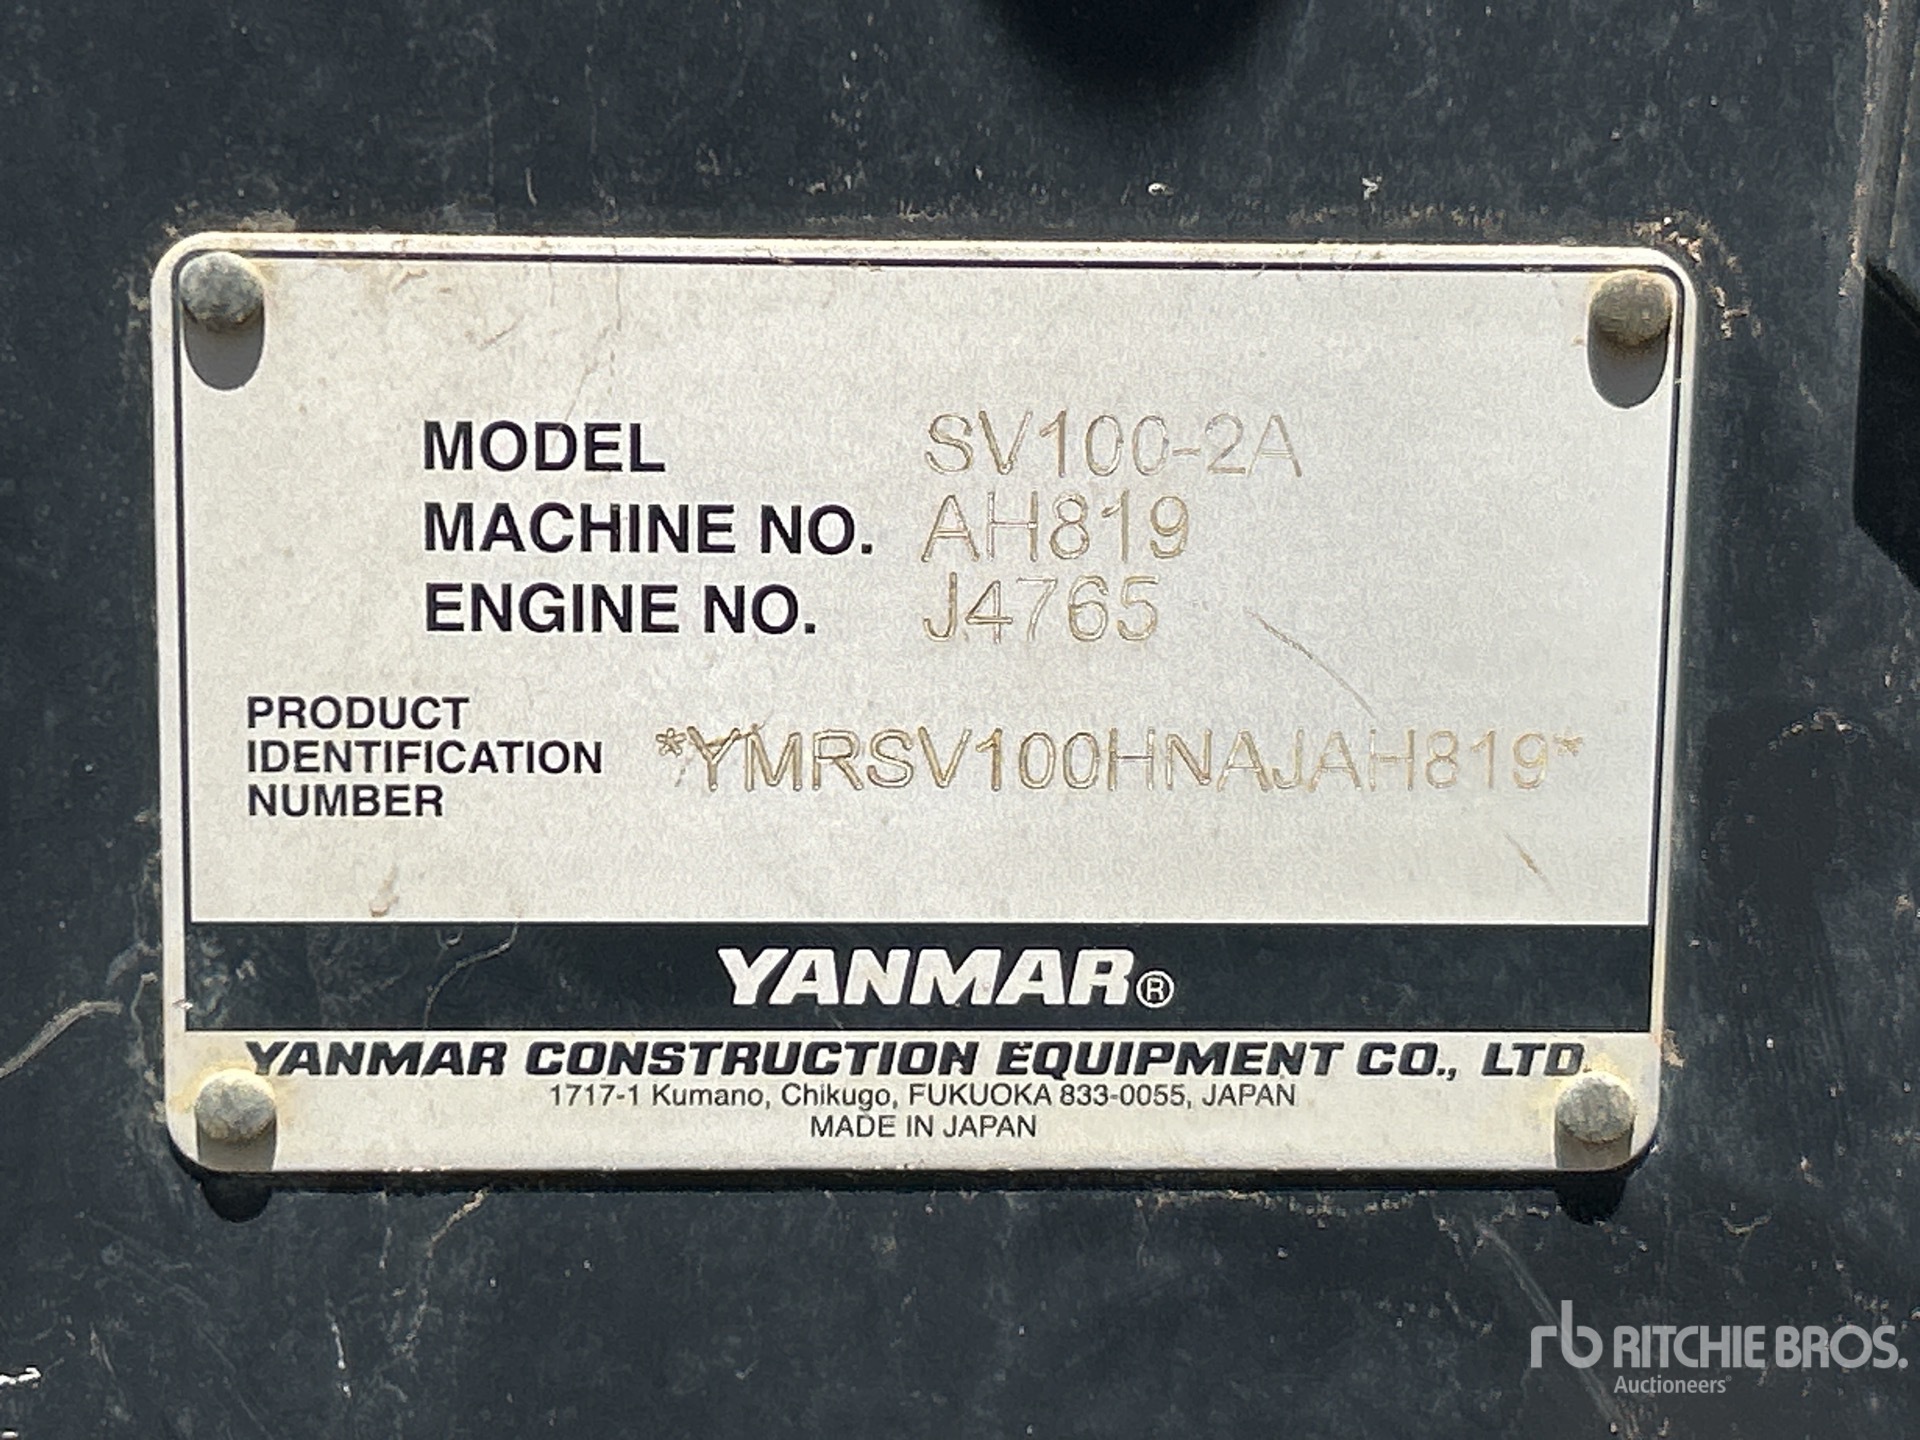 MODEL SV100-2A
MACHINE NO. AH819
ENGINE NO. J4765
PRODUCT
IDENTIFICATION
NUMBER
*YMRSV100HNAJAH819*
YANMAR®
YANMAR CONSTRUCTION EQUIPMENT CO., LTD.
1717-1 Kumano, Chikugo, FUKUOKA 833-0055, JAPAN
MADE IN JAPAN
rb RITCHIE BROS.
Auctioneers